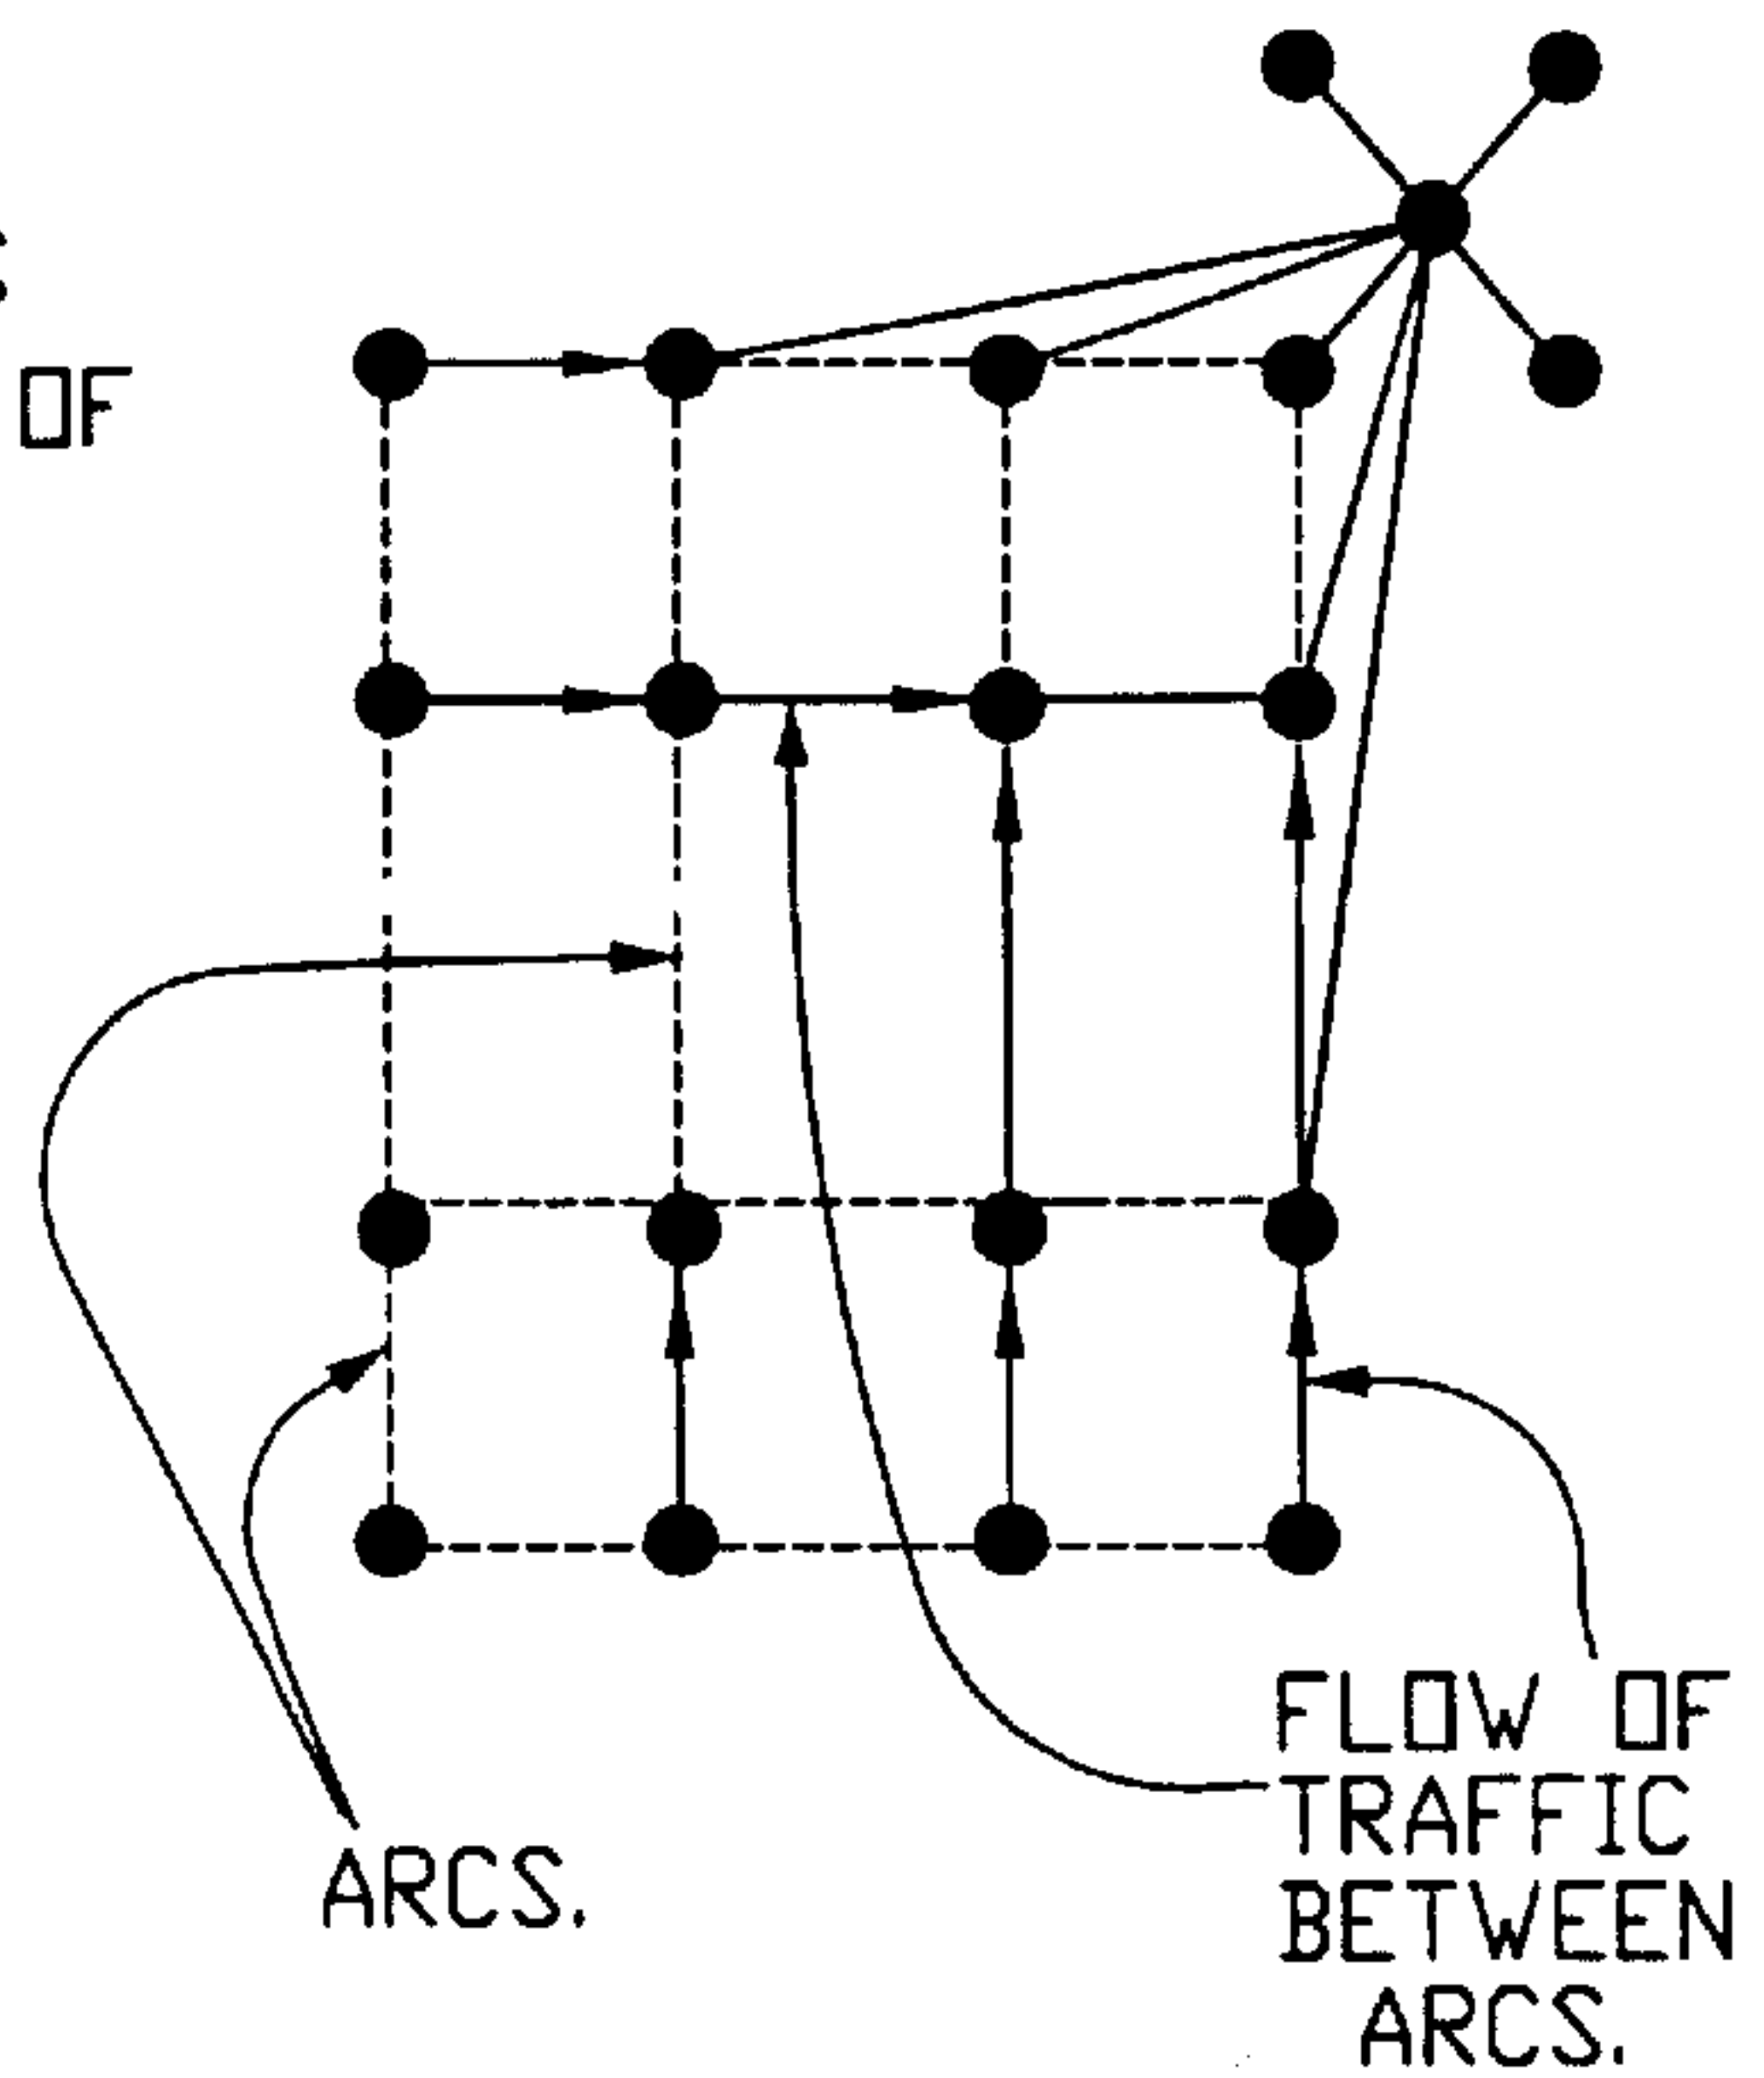 OF
ARCS.
FLOW OF
TRAFFIC
BETWEEN
ARCS.